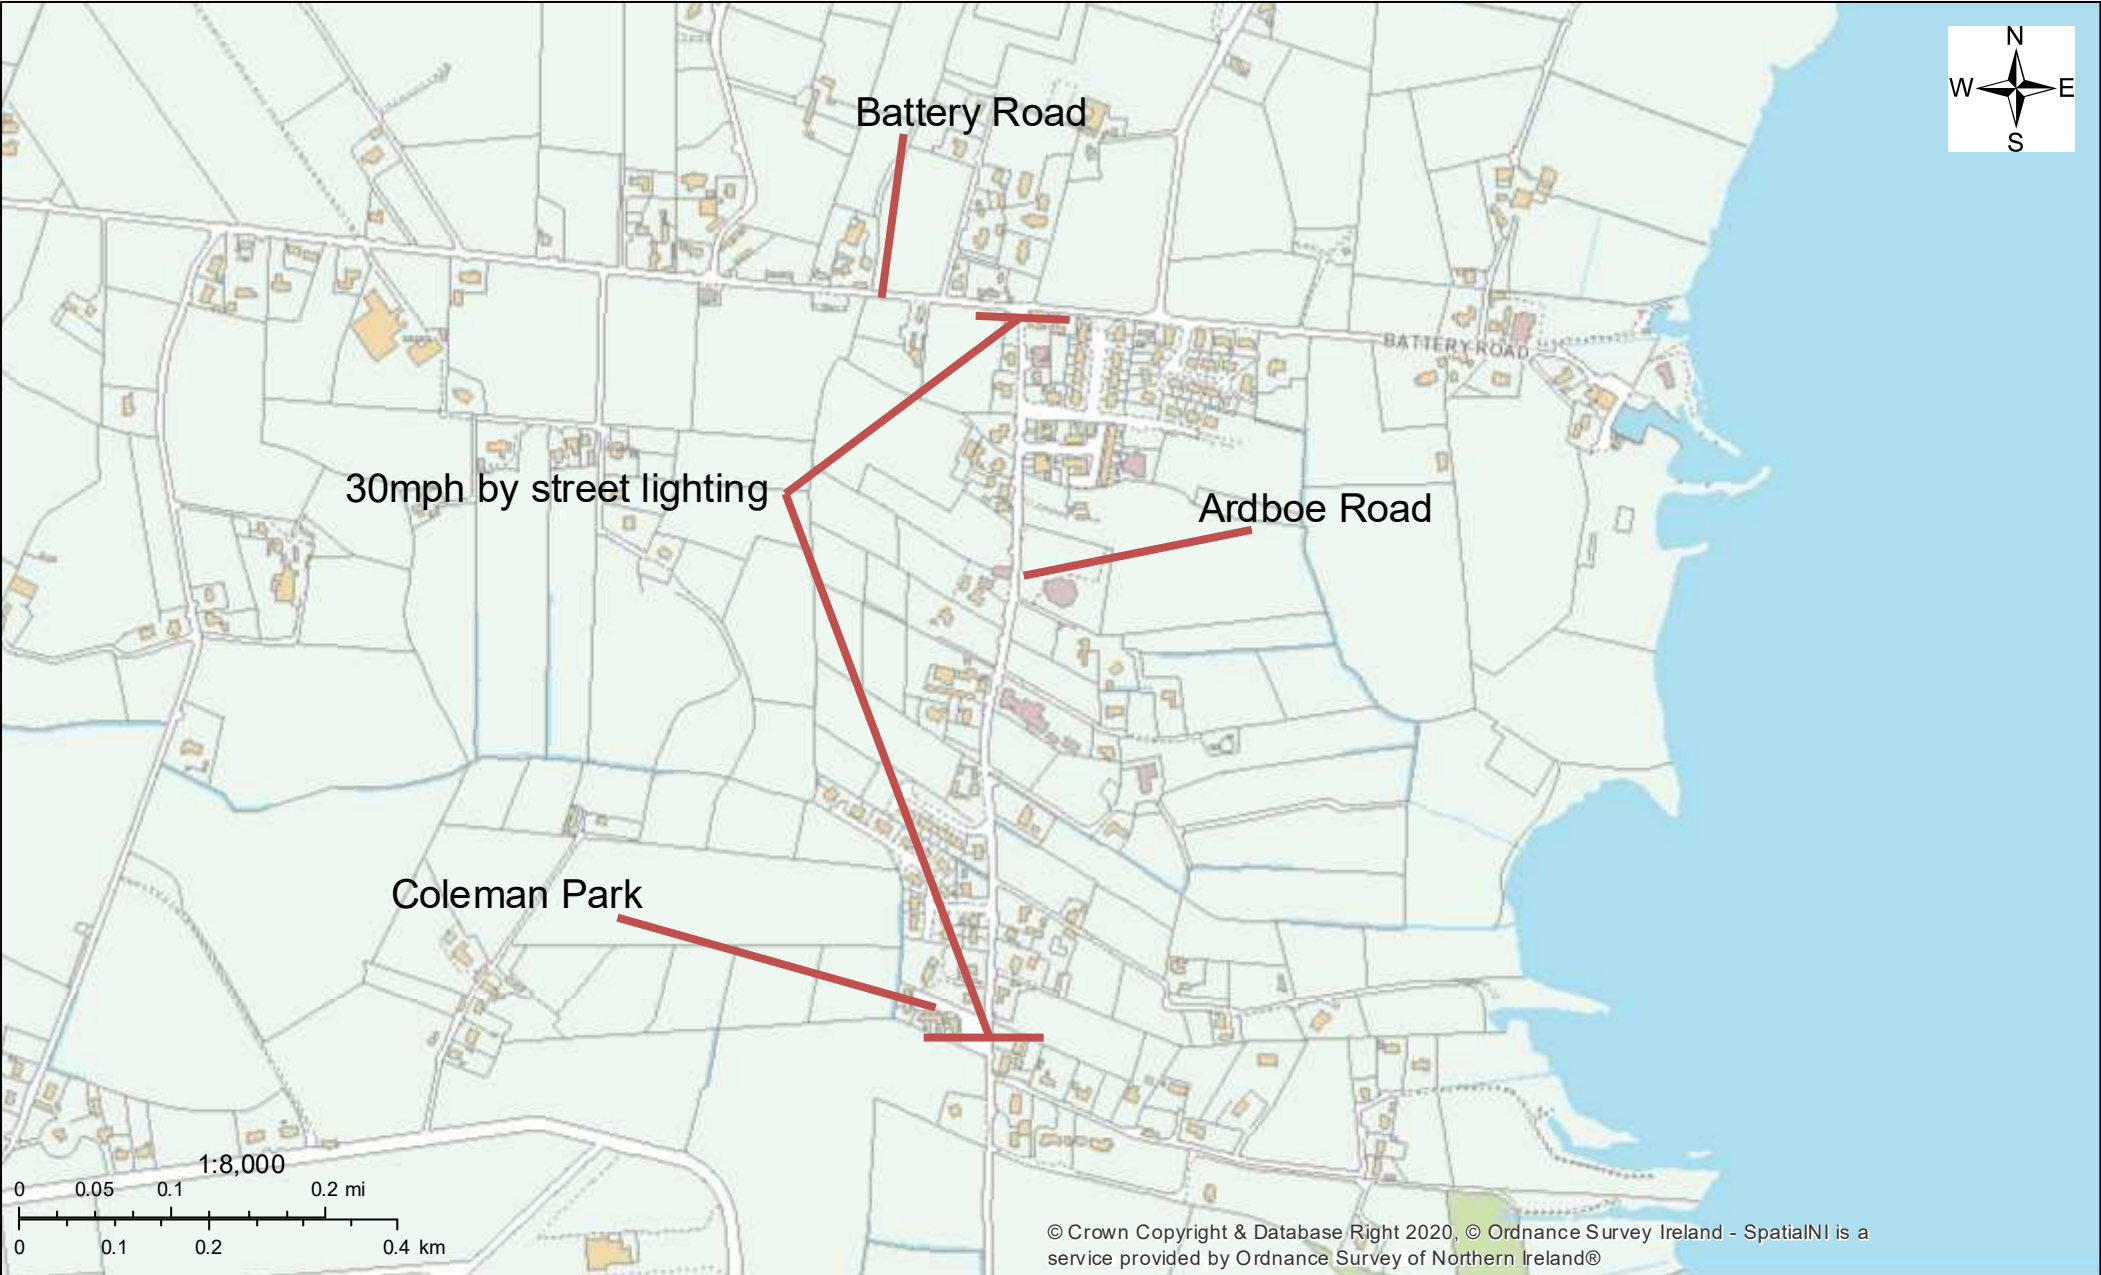 N
W E
S
Battery Road
BATTERY ROAD
30mph by street lighting
Ardboe Road
Coleman Park
1:8,000
0 0.05 0.1 0.2 mi
0 0.1 0.2 0.4 km
© Crown Copyright & Database Right 2020, © Ordnance Survey Ireland - SpatialNI is a
service provided by Ordnance Survey of Northern Ireland®